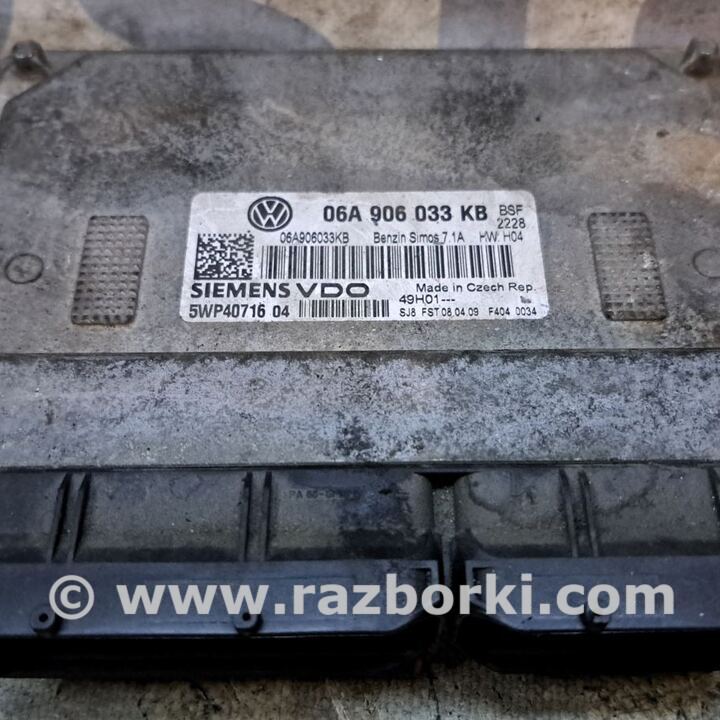 06A 906 033 KB BSF
2228
06A906033KB Benzin Simos 7.1A HW: H04
SIEMENS VDO Made in Czech Rep.
49H01---
5WP40716 04 SJ8 FST 08.04.09 F404 0034
© www.razborki.com